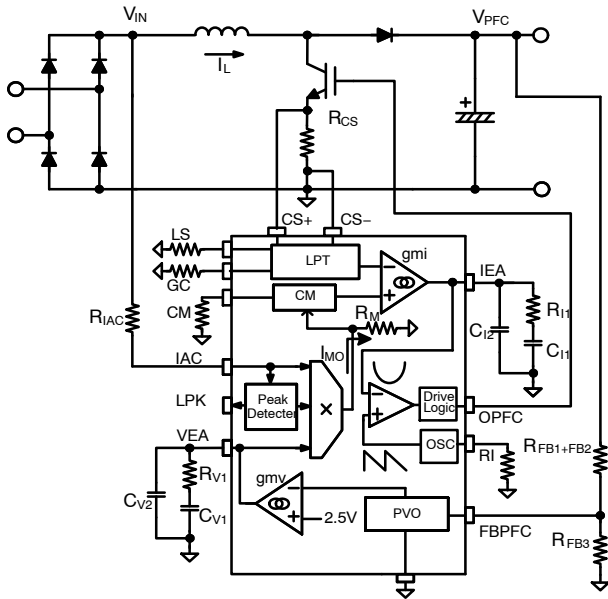 VIN
VPFC
IL
RCS
CS+
CS−
LS
LPT
gmi
GC
IEA
CM
CM
RM
RIAC
RI1
CI2
CI1
IAC
IMO
LPK
Peak
Detecter
×
Drive
Logic
OPFC
VEA
OSC
RI
RFB1+FB2
RV1
gmv
CV2
CV1
2.5V
PVO
FBPFC
RFB3